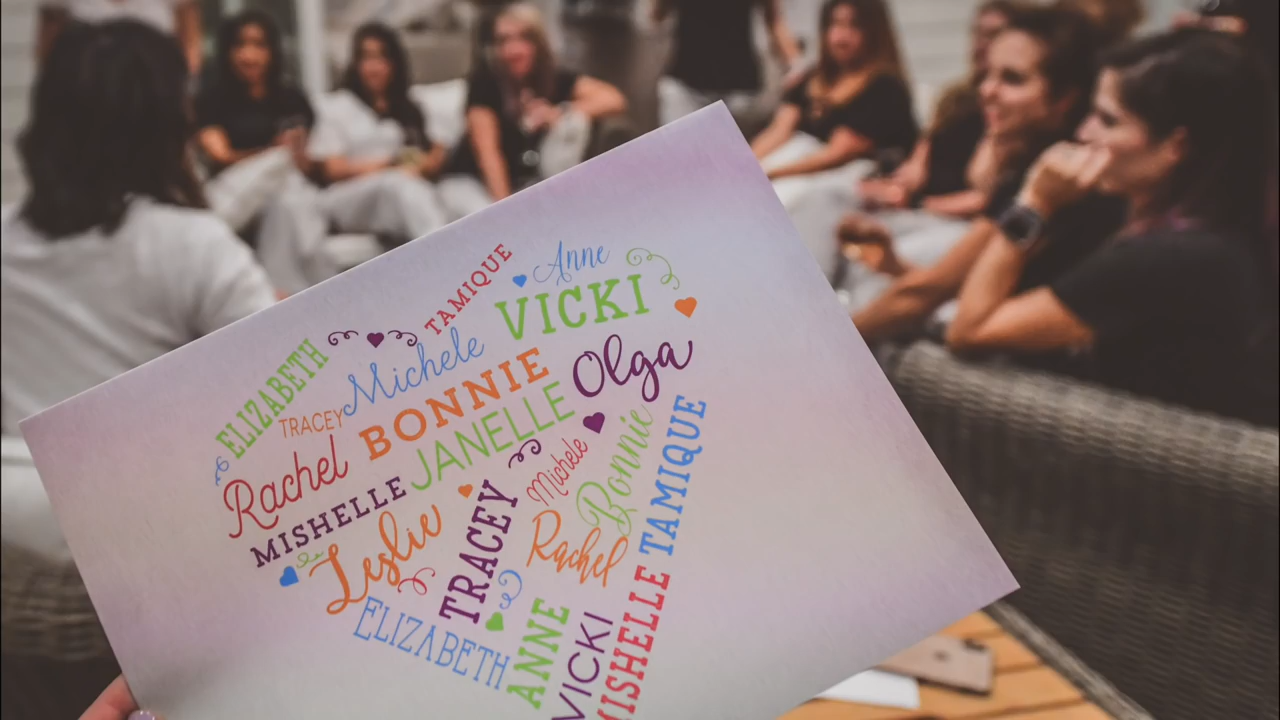 TAMIQUE
Anne
VICKI
ELIZABETH
Michele
Olga
TRACEY
BONNIE
JANELLE
Rachel
MISHELLE
Michele
Bonnie
TAMIQUE
Leslie
TRACEY
Rachel
ELIZABETH
ANNE
VICKI
MISHELLE